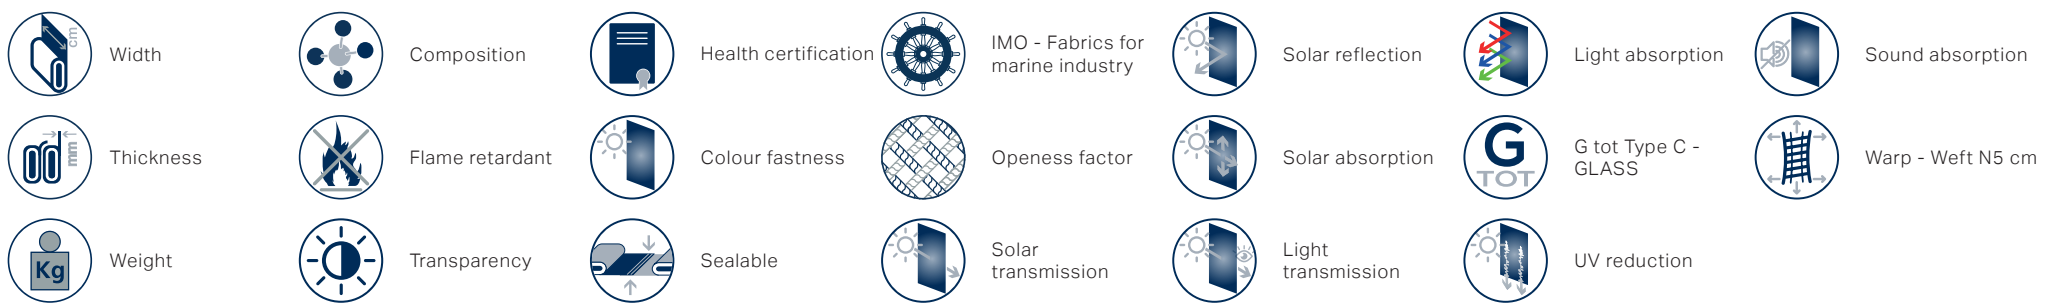 cm
Width
Composition
Health certification
IMO - Fabrics for
marine industry
Solar reflection
Light absorption
Sound absorption
mm
Thickness
Flame retardant
Colour fastness
Openess factor
Solar absorption
G
TOT
G tot Type C -
GLASS
Warp - Weft N5 cm
Kg
Weight
Transparency
Sealable
Solar
transmission
Light
transmission
UV reduction